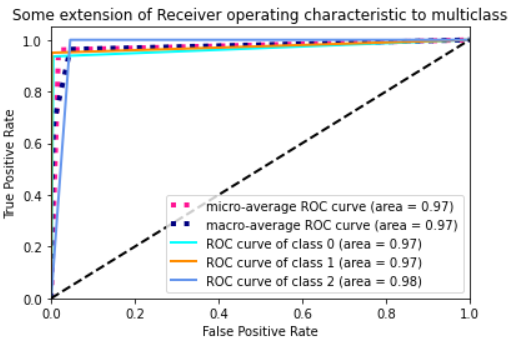 Some extension of Receiver operating characteristic to multiclass
1.0
0.8
0.6
0.4
0.2
0.0
True Positive Rate
micro-average ROC curve (area = 0.97)
macro-average ROC curve (area = 0.97)
ROC curve of class 0 (area = 0.97)
ROC curve of class 1 (area = 0.97)
ROC curve of class 2 (area = 0.98)
0.0 0.2 0.4 0.6 0.8 1.0
False Positive Rate